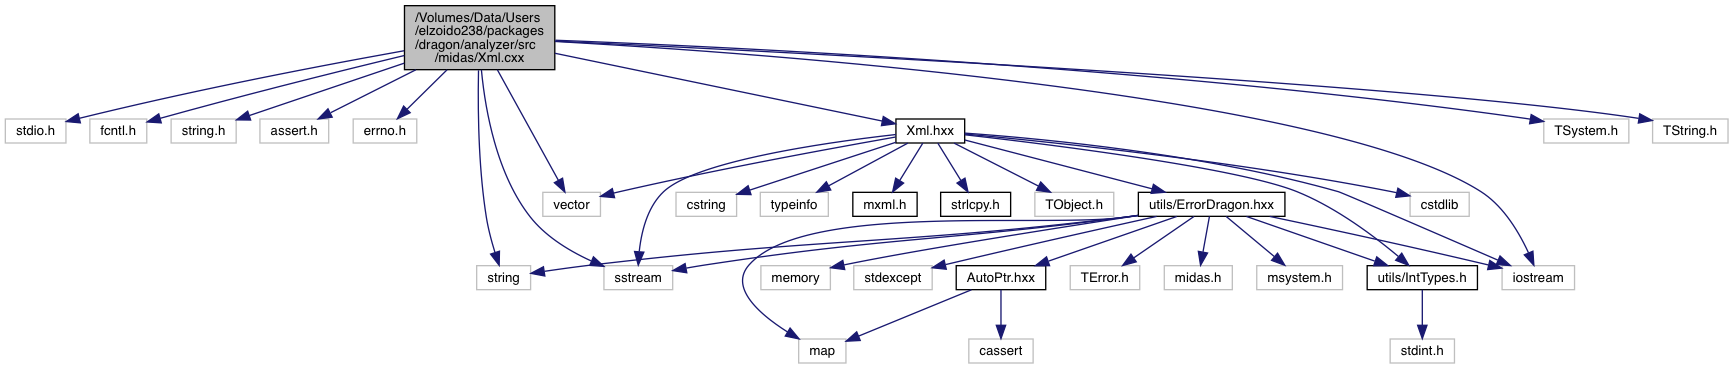 /Volumes/Data/Users
/elzoido238/packages
/dragon/analyzer/src
/midas/Xml.cxx
stdio.h
fcntl.h
string.h
assert.h
errno.h
Xml.hxx
TSystem.h
TString.h
vector
cstring
typeinfo
mxml.h
strlcpy.h
TObject.h
utils/ErrorDragon.hxx
cstdlib
string
sstream
memory
stdexcept
AutoPtr.hxx
TError.h
midas.h
msystem.h
utils/IntTypes.h
iostream
map
cassert
stdint.h